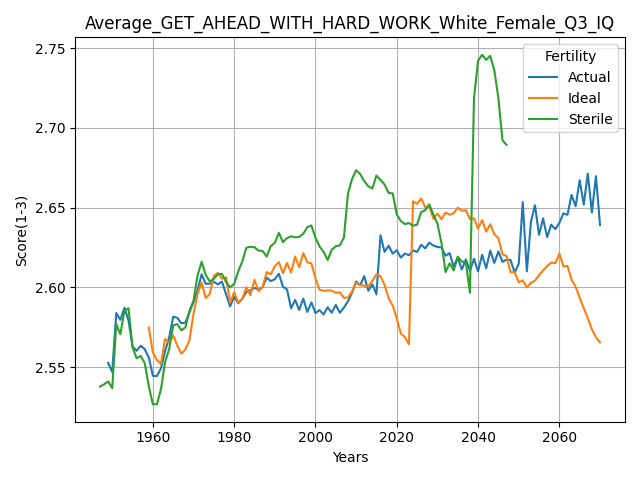 Average_GET_AHEAD_WITH_HARD_WORK_White_Female_Q3_IQ
Fertility
Actual
Ideal
Sterile
Score(1-3)
2.75
2.70
2.65
2.60
2.55
1960 1980 2000 2020 2040 2060
Years